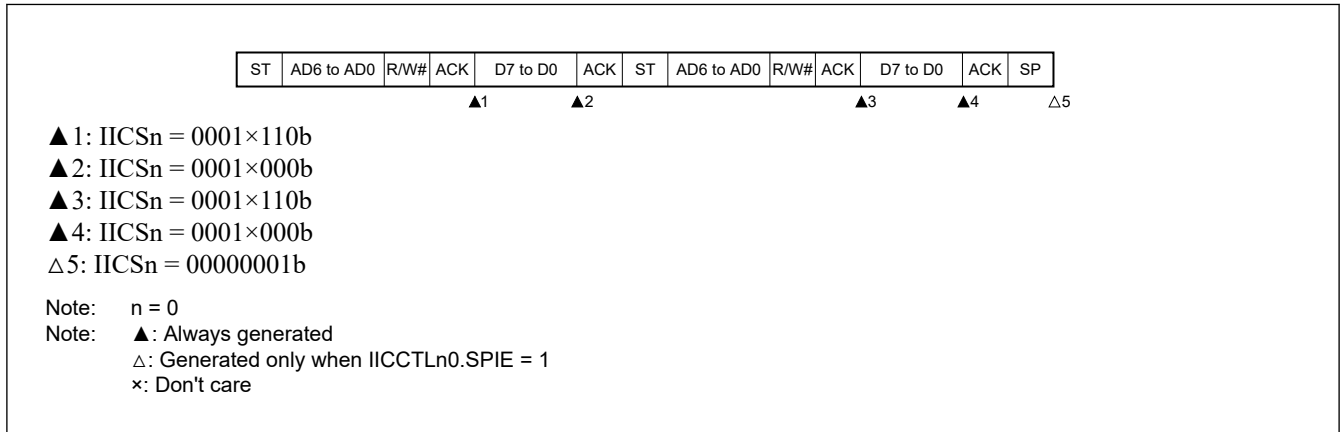 ST AD6 to AD0 R/W# ACK D7 to D0 ACK ST AD6 to AD0 R/W# ACK D7 to D0 ACK SP
▲1 ▲2 ▲3 ▲4 △5
▲1: IICSn = 0001×110b
▲2: IICSn = 0001×000b
▲3: IICSn = 0001×110b
▲4: IICSn = 0001×000b
△5: IICSn = 00000001b
Note: n = 0
Note: ▲: Always generated
△: Generated only when IICCTLn0.SPIE = 1
×: Don't care